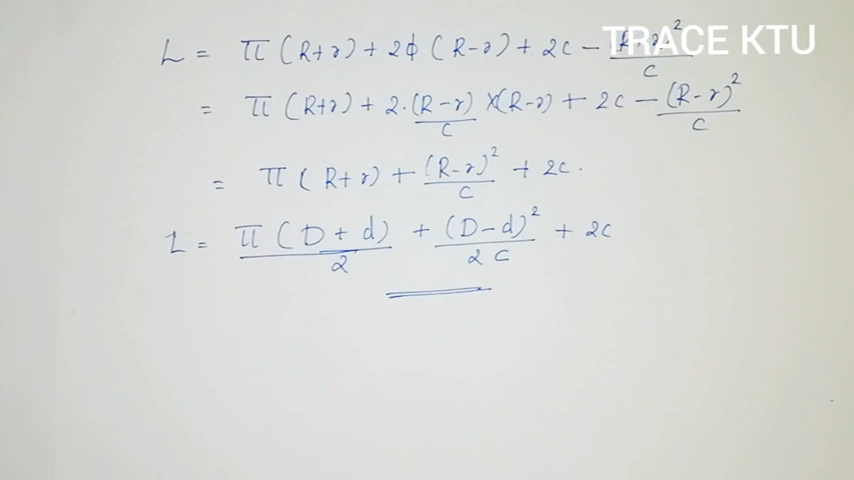 TRACE KTU
L = π (R+r) + 2ϕ (R-r) + 2c - (R-r)²/c
= π (R+r) + 2·(R-r)/c ×(R-r) + 2c - (R-r)²/c
= π (R+r) + (R-r)²/c + 2c.
L = π (D+d)/2 + (D-d)²/2c + 2c